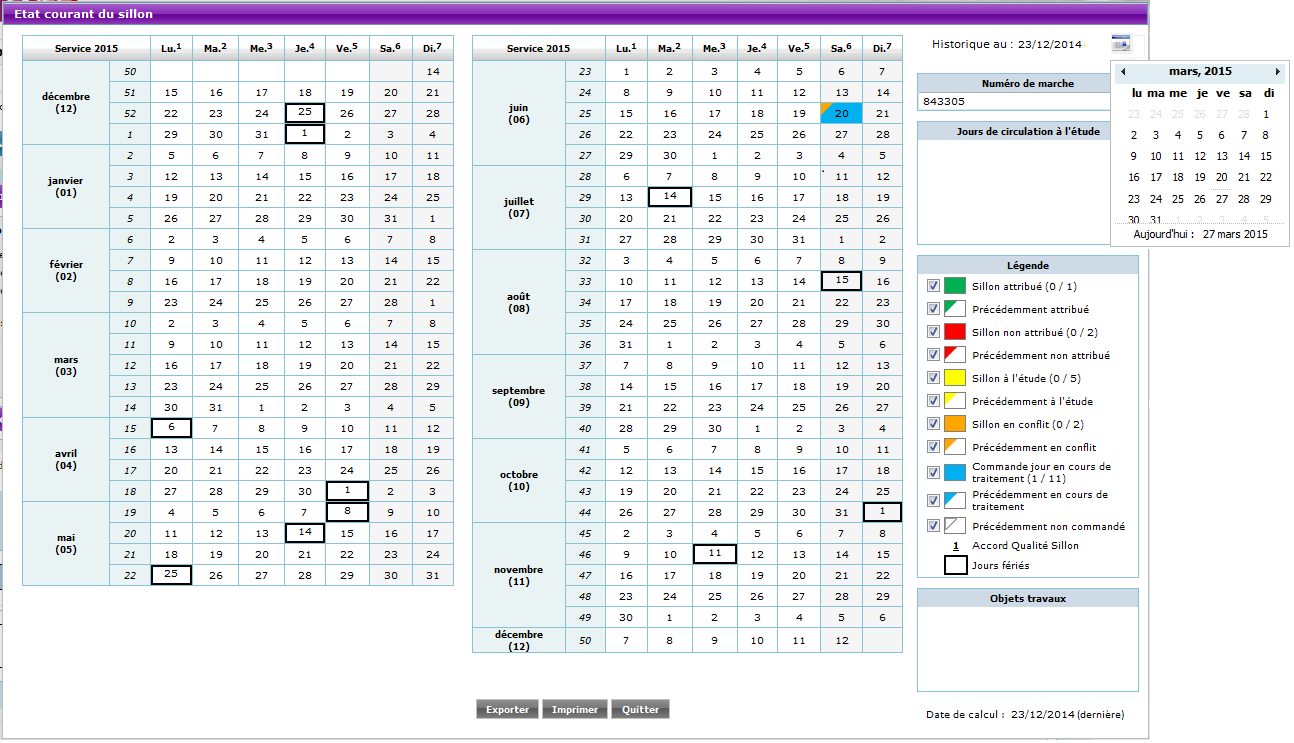 Etat courant du sillon
Service 2015 Lu.1 Ma.2 Me.3 Je.4 Ve.5 Sa.6 Di.7
décembre (12)
50 14
51 15 16 17 18 19 20 21
52 22 23 24 25 26 27 28
1 29 30 31 1 2 3 4
janvier (01)
2 5 6 7 8 9 10 11
3 12 13 14 15 16 17 18
4 19 20 21 22 23 24 25
5 26 27 28 29 30 31 1
février (02)
6 2 3 4 5 6 7 8
7 9 10 11 12 13 14 15
8 16 17 18 19 20 21 22
9 23 24 25 26 27 28 1
mars (03)
10 2 3 4 5 6 7 8
11 9 10 11 12 13 14 15
12 16 17 18 19 20 21 22
13 23 24 25 26 27 28 29
14 30 31 1 2 3 4 5
avril (04)
15 6 7 8 9 10 11 12
16 13 14 15 16 17 18 19
17 20 21 22 23 24 25 26
18 27 28 29 30 1 2 3
mai (05)
19 4 5 6 7 8 9 10
20 11 12 13 14 15 16 17
21 18 19 20 21 22 23 24
22 25 26 27 28 29 30 31
Service 2015 Lu.1 Ma.2 Me.3 Je.4 Ve.5 Sa.6 Di.7
juin (06)
23 1 2 3 4 5 6 7
24 8 9 10 11 12 13 14
25 15 16 17 18 19 20 21
26 22 23 24 25 26 27 28
27 29 30 1 2 3 4 5
juillet (07)
28 6 7 8 9 10 11 12
29 13 14 15 16 17 18 19
30 20 21 22 23 24 25 26
31 27 28 29 30 31 1 2
août (08)
32 3 4 5 6 7 8 9
33 10 11 12 13 14 15 16
34 17 18 19 20 21 22 23
35 24 25 26 27 28 29 30
36 31 1 2 3 4 5 6
septembre (09)
37 7 8 9 10 11 12 13
38 14 15 16 17 18 19 20
39 21 22 23 24 25 26 27
40 28 29 30 1 2 3 4
octobre (10)
41 5 6 7 8 9 10 11
42 12 13 14 15 16 17 18
43 19 20 21 22 23 24 25
44 26 27 28 29 30 31 1
novembre (11)
45 2 3 4 5 6 7 8
46 9 10 11 12 13 14 15
47 16 17 18 19 20 21 22
48 23 24 25 26 27 28 29
49 30 1 2 3 4 5 6
décembre (12)
50 7 8 9 10 11 12
Exporter Imprimer Quitter
Historique au : 23/12/2014
Numéro de marche
843305
Jours de circulation à l'étude
mars, 2015
lu ma me je ve sa di
23 24 25 26 27 28 1
2 3 4 5 6 7 8
9 10 11 12 13 14 15
16 17 18 19 20 21 22
23 24 25 26 27 28 29
30 31 1 2 3 4 5
Aujourd'hui : 27 mars 2015
Légende
Sillon attribué (0 / 1)
Précédemment attribué
Sillon non attribué (0 / 2)
Précédemment non attribué
Sillon à l'étude (0 / 5)
Précédemment à l'étude
Sillon en conflit (0 / 2)
Précédemment en conflit
Commande jour en cours de
traitement (1 / 11)
Précédemment en cours de
traitement
Précédemment non commandé
1 Accord Qualité Sillon
Jours fériés
Objets travaux
Date de calcul : 23/12/2014 (dernière)